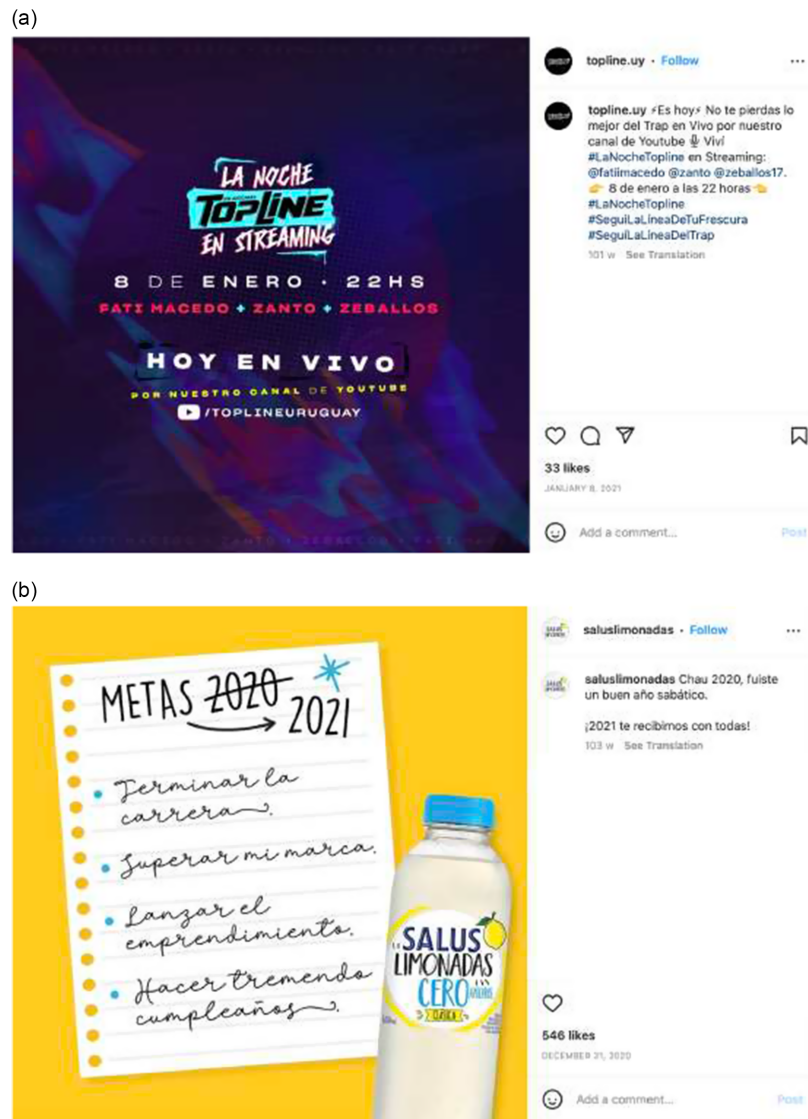 (a)
LA NOCHE
TOPLINE
EN STREAMING
8 DE ENERO · 22HS
FATI MACEDO + ZANTO + ZEBALLOS
HOY EN VIVO
POR NUESTRO CANAL DE YOUTUBE
/TOPLINEURUGUAY
topline.uy · Follow
topline.uy ⚡Es hoy⚡ No te pierdas lo
mejor del Trap en Vivo por nuestro
canal de Youtube 🎙 Viví
#LaNocheTopline en Streaming:
@fatiimacedo @zanto @zeballos17.
👉 8 de enero a las 22 horas👈
#LaNocheTopline
#SeguiLaLineaDeTuFrescura
#SeguiLaLineaDelTrap
101 w See Translation
33 likes
JANUARY 8, 2021
Add a comment... Post
(b)
METAS 2020
2021
• Terminar la
carrera.
• Superar mi marca.
• Lanzar el
emprendimiento.
• Hacer tremendo
cumpleaños.
SALUS
LIMONADAS
CERO
saluslimonadas · Follow
saluslimonadas Chau 2020, fuiste
un buen año sabático.
¡2021 te recibimos con todas!
103 w See Translation
546 likes
DECEMBER 31, 2020
Add a comment... Post